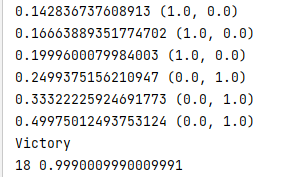 0.142836737608913 (1.0, 0.0)
0.16663889351774702 (1.0, 0.0)
0.1999600079984003 (1.0, 0.0)
0.2499375156210947 (0.0, 1.0)
0.33322225924691773 (0.0, 1.0)
0.49975012493753124 (0.0, 1.0)
Victory
18 0.9990009990009991